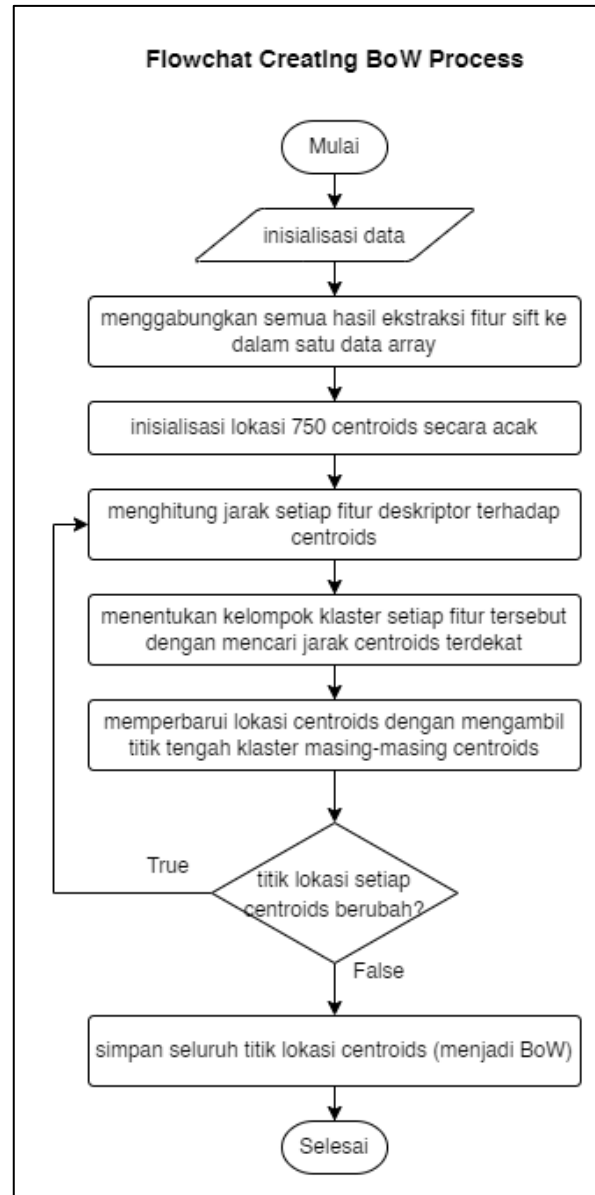 Flowchat Creating BoW Process
Mulai
inisialisasi data
menggabungkan semua hasil ekstraksi fitur sift ke
dalam satu data array
inisialisasi lokasi 750 centroids secara acak
menghitung jarak setiap fitur deskriptor terhadap
centroids
menentukan kelompok klaster setiap fitur tersebut
dengan mencari jarak centroids terdekat
memperbarui lokasi centroids dengan mengambil
titik tengah klaster masing-masing centroids
True
titik lokasi setiap
centroids berubah?
False
simpan seluruh titik lokasi centroids (menjadi BoW)
Selesai